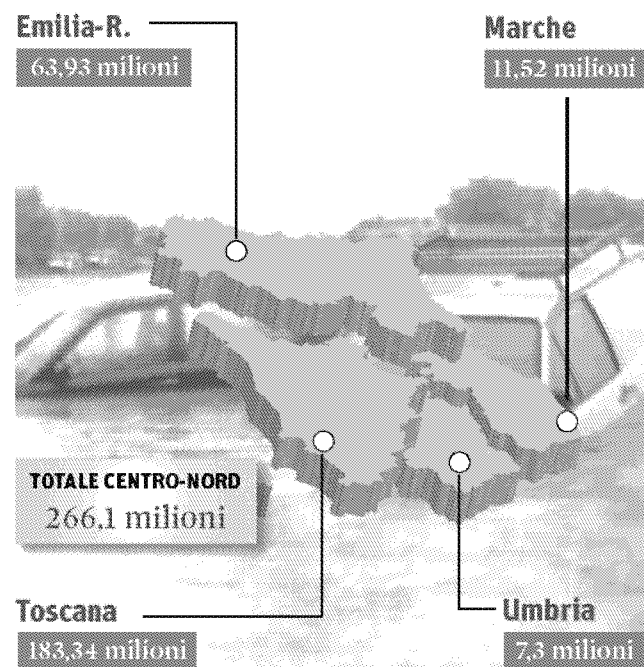 Emilia-R.
63,93 milioni
Marche
11,52 milioni
TOTALE CENTRO-NORD
266,1 milioni
Toscana
183,34 milioni
Umbria
7,3 milioni